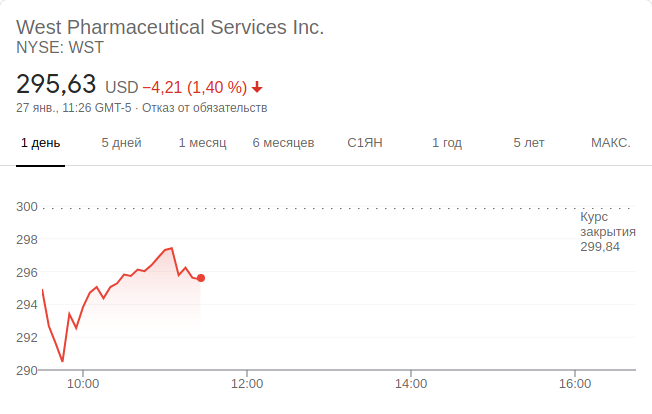 West Pharmaceutical Services Inc.
NYSE: WST
295,63 USD −4,21 (1,40 %)
27 янв., 11:26 GMT-5 · Отказ от обязательств
1 день 5 дней 1 месяц 6 месяцев С1ЯН 1 год 5 лет МАКС.
300
Курс
закрытия
299,84
298
296
294
292
290
10:00 12:00 14:00 16:00